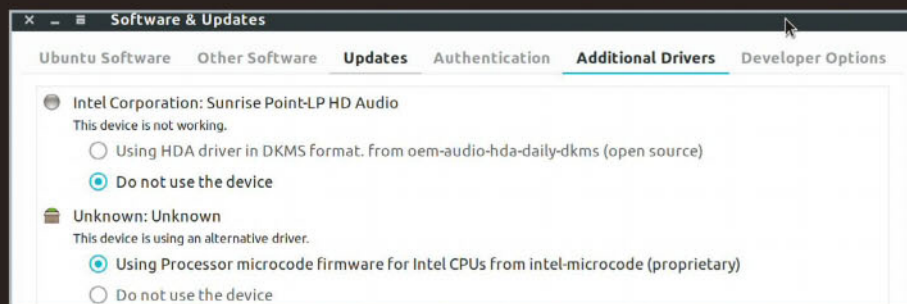 Software & Updates
Ubuntu Software Other Software Updates Authentication Additional Drivers Developer Options
Intel Corporation: Sunrise Point-LP HD Audio
This device is not working.
Using HDA driver in DKMS format. from oem-audio-hda-daily-dkms (open source)
Do not use the device
Unknown: Unknown
This device is using an alternative driver.
Using Processor microcode firmware for Intel CPUs from intel-microcode (proprietary)
Do not use the device